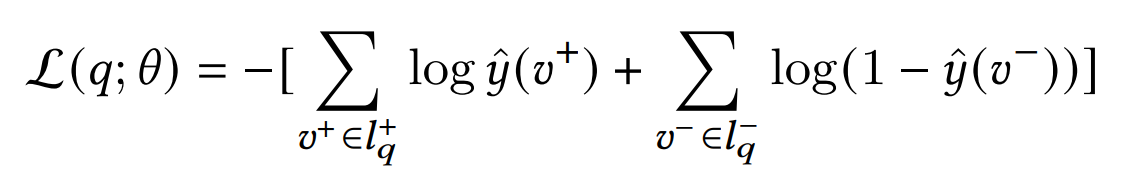 ℒ(q; θ) = −[ ∑_{v⁺ ∈ l_q⁺} log ŷ(v⁺) + ∑_{v⁻ ∈ l_q⁻} log(1 − ŷ(v⁻))]